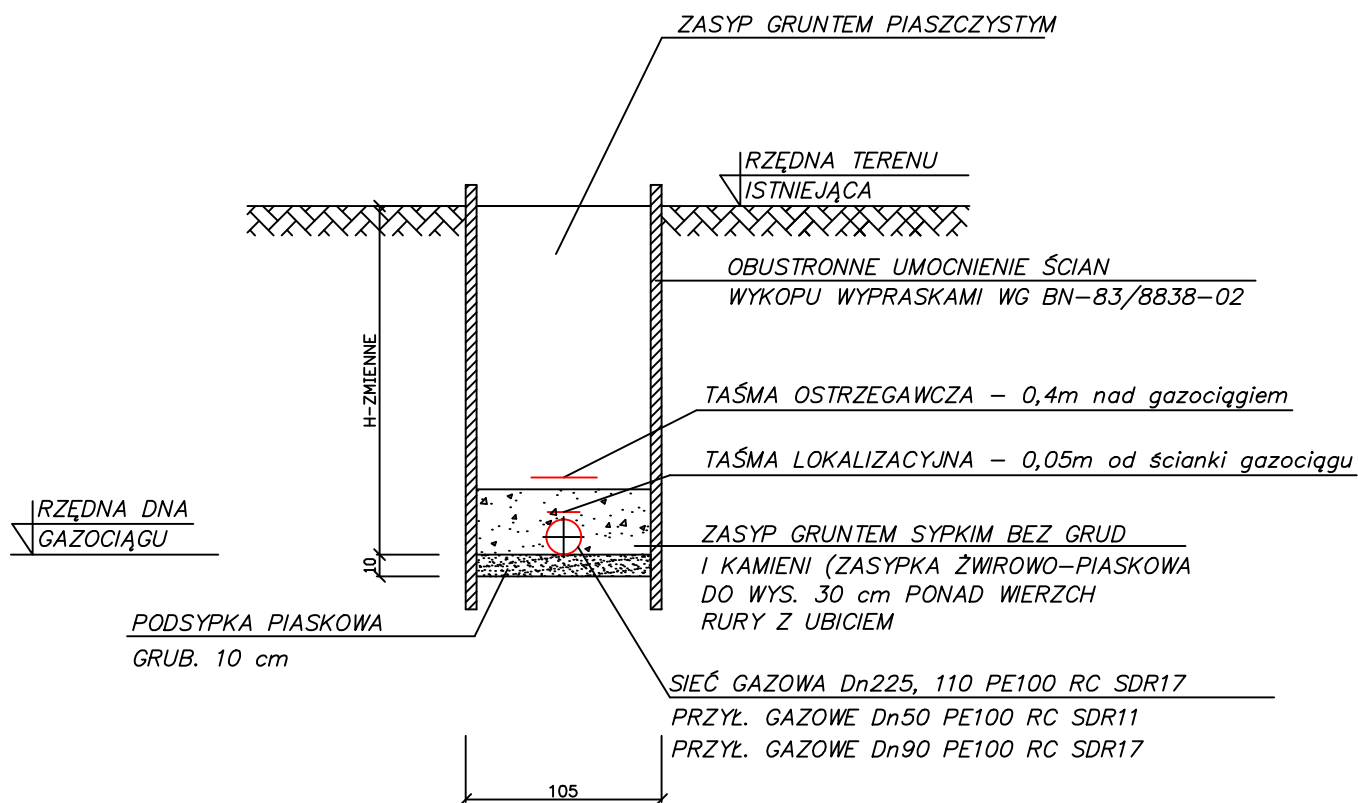 ZASYP GRUNTEM PIASZCZYSTYM
RZĘDNA TERENU
ISTNIEJĄCA
OBUSTRONNE UMOCNIENIE ŚCIAN
WYKOPU WYPRASKAMI WG BN-83/8838-02
H-ZMIENNE
TAŚMA OSTRZEGAWCZA - 0,4m nad gazociągiem
TAŚMA LOKALIZACYJNA - 0,05m od ścianki gazociągu
RZĘDNA DNA
GAZOCIĄGU
10
ZASYP GRUNTEM SYPKIM BEZ GRUD
I KAMIENI (ZASYPKA ŻWIROWO-PIASKOWA
DO WYS. 30 cm PONAD WIERZCH
RURY Z UBICIEM
PODSYPKA PIASKOWA
GRUB. 10 cm
SIEĆ GAZOWA Dn225, 110 PE100 RC SDR17
PRZYŁ. GAZOWE Dn50 PE100 RC SDR11
PRZYŁ. GAZOWE Dn90 PE100 RC SDR17
105